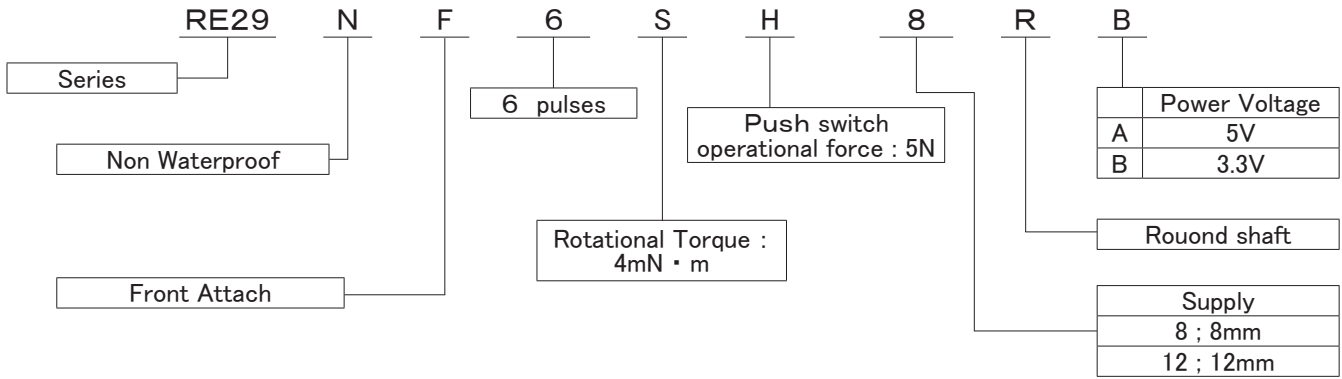 RE29 N F 6 S H 8 R B
Series
6 pulses
Push switch
operational force : 5N
Power Voltage
A 5V
B 3.3V
Non Waterproof
Rotational Torque :
4mN・m
Rouond shaft
Front Attach
Supply
8 ; 8mm
12 ; 12mm